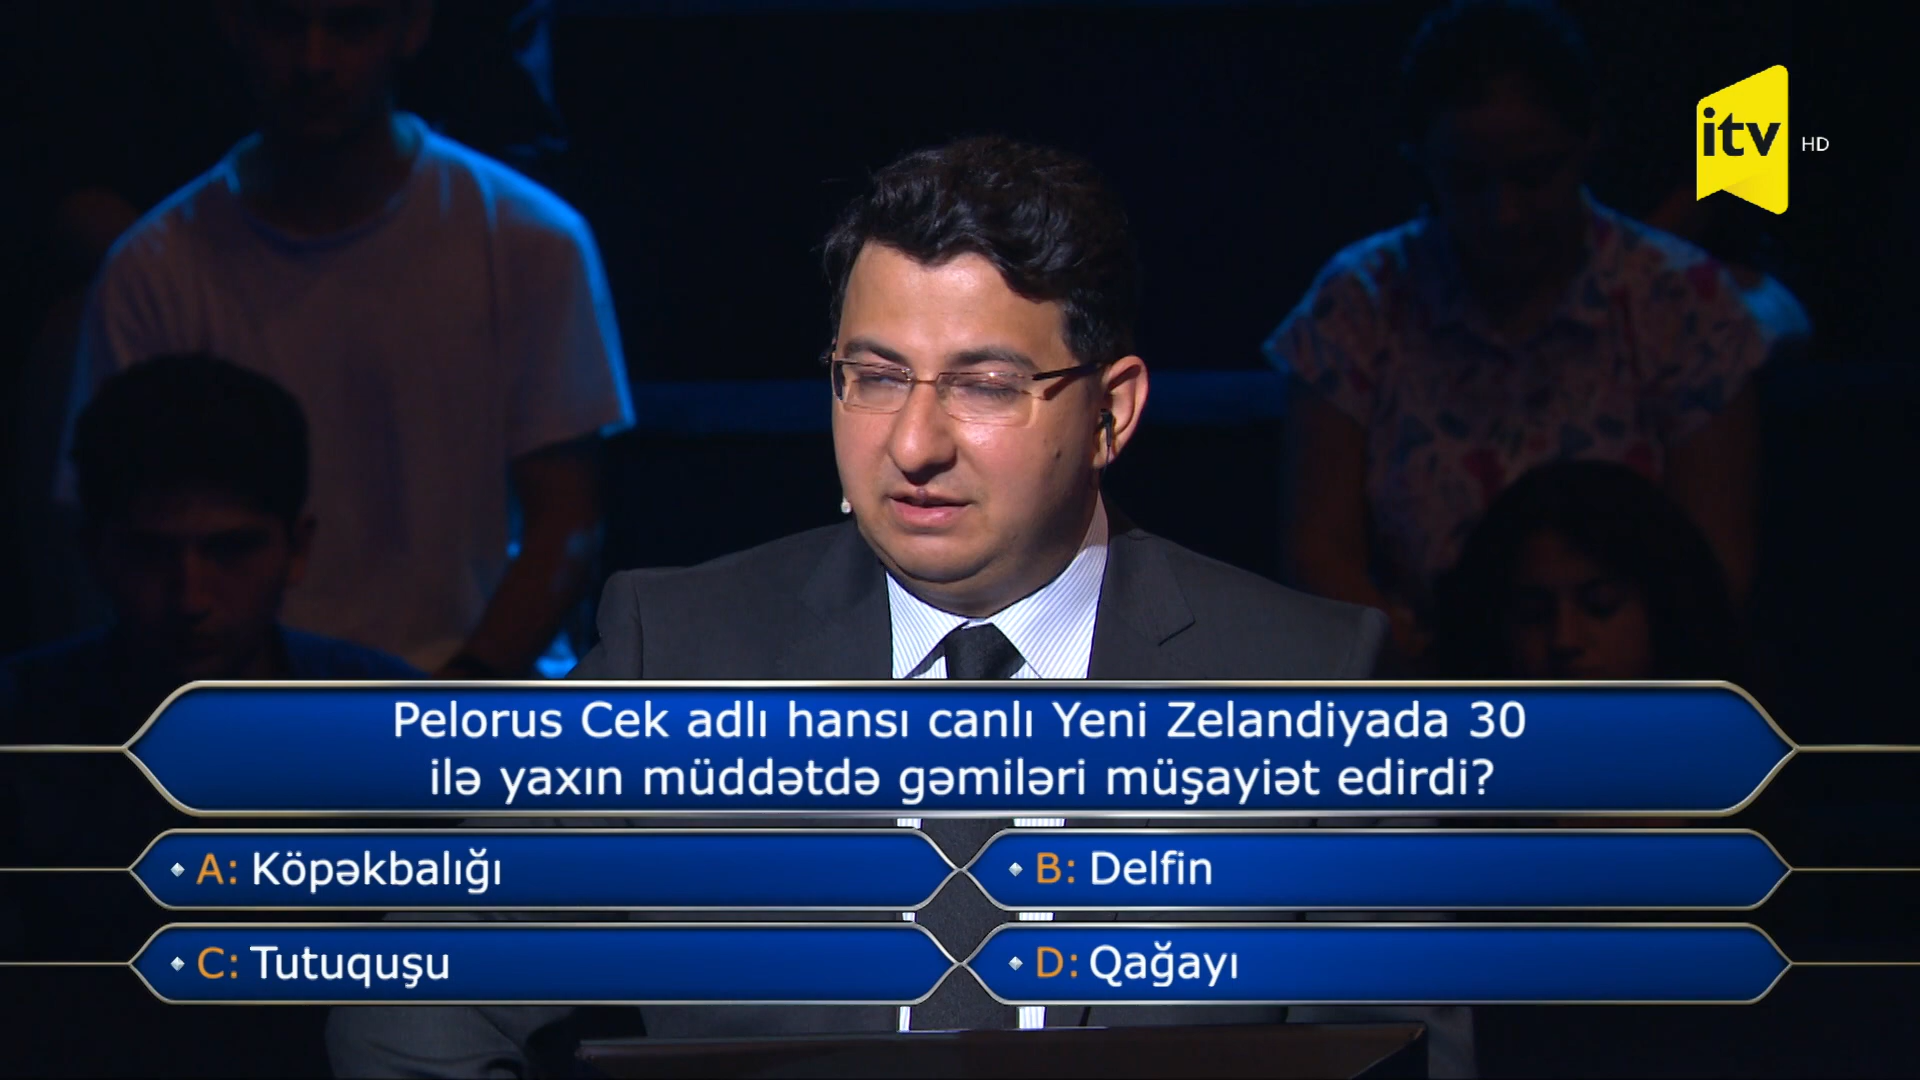 itv HD
Pelorus Cek adlı hansı canlı Yeni Zelandiyada 30
ilə yaxın müddətdə gəmiləri müşayiət edirdi?
A: Köpəkbalığı
B: Delfin
C: Tutuquşu
D: Qağayı